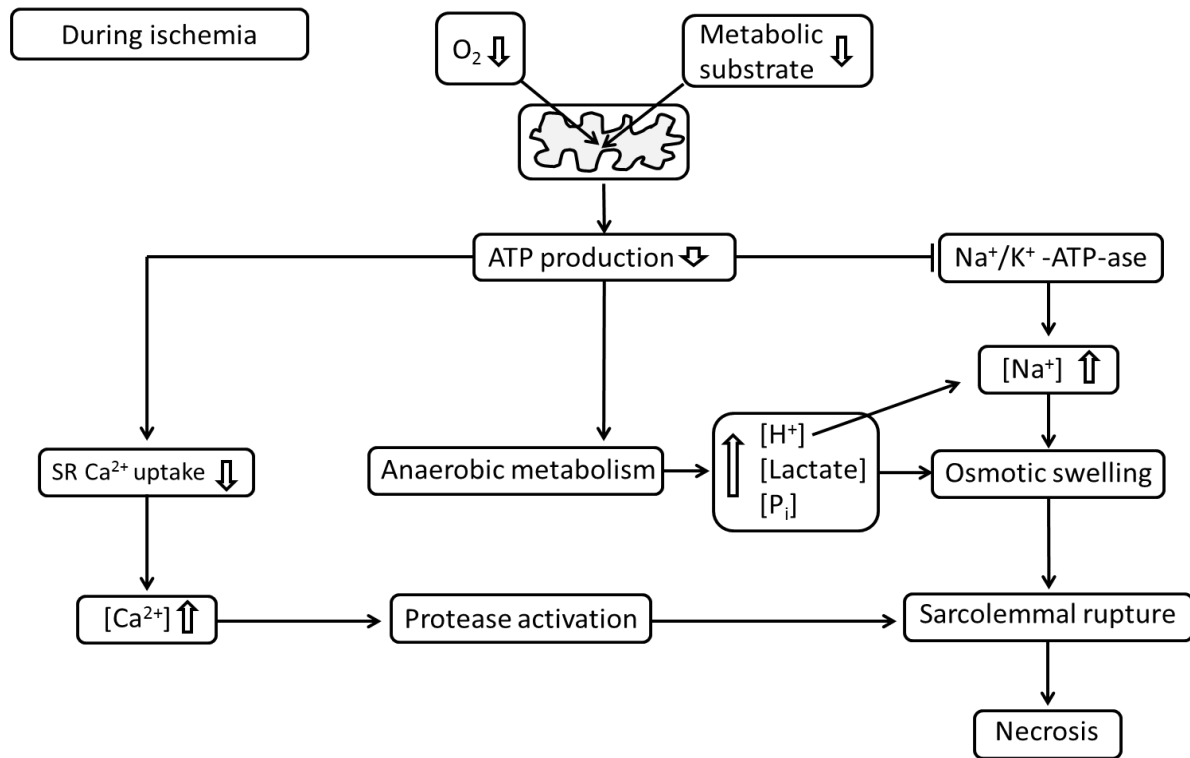 During ischemia
O₂
Metabolic
substrate
ATP production
Na⁺/K⁺ -ATP-ase
[Na⁺]
[H⁺]
[Lactate]
[Pᵢ]
SR Ca²⁺ uptake
Anaerobic metabolism
Osmotic swelling
[Ca²⁺]
Protease activation
Sarcolemmal rupture
Necrosis